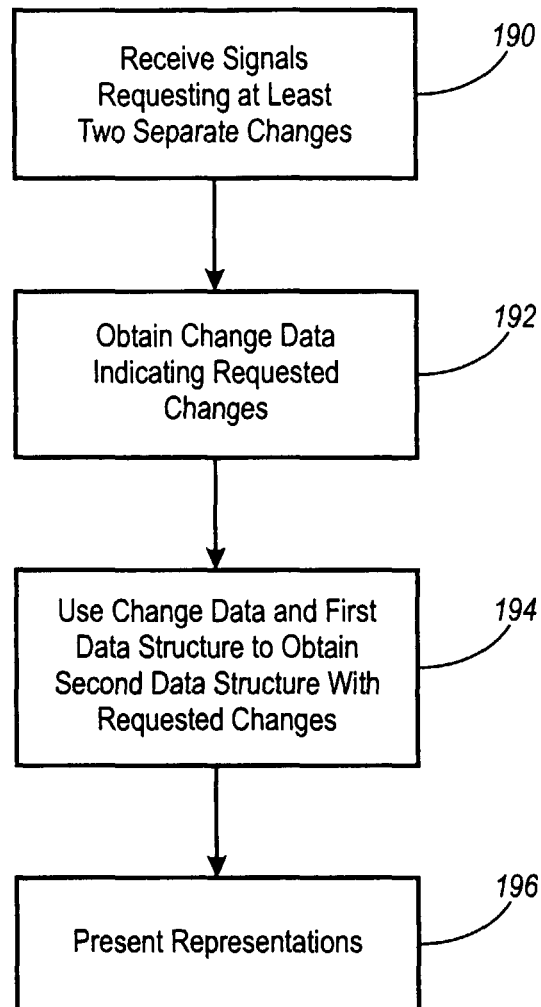 Receive Signals
Requesting at Least
Two Separate Changes
190
Obtain Change Data
Indicating Requested
Changes
192
Use Change Data and First
Data Structure to Obtain
Second Data Structure With
Requested Changes
194
Present Representations
196